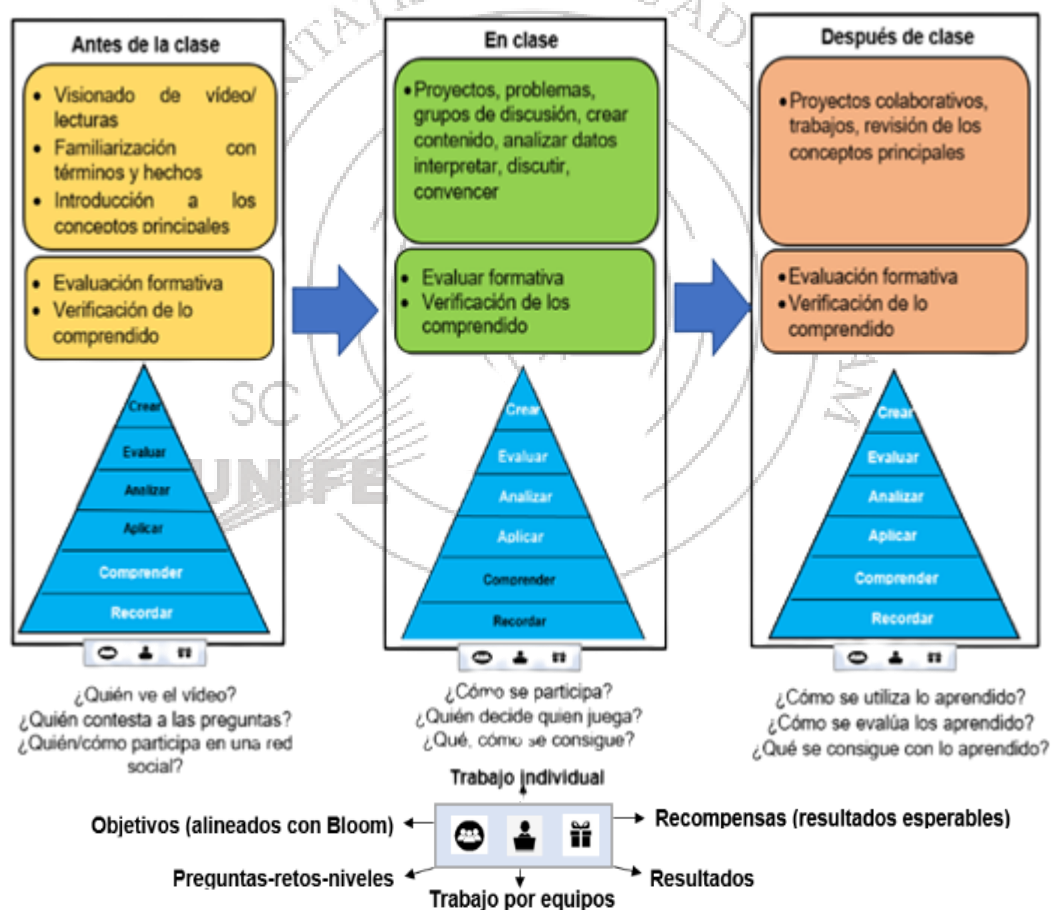 Antes de la clase
• Visionado de vídeo/
lecturas
• Familiarización con
términos y hechos
• Introducción a los
conceptos principales
• Evaluación formativa
• Verificación de lo
comprendido
Crear
Evaluar
Analizar
Aplicar
Comprender
Recordar
¿Quién ve el vídeo?
¿Quién contesta a las preguntas?
¿Quién/cómo participa en una red
social?
En clase
• Proyectos, problemas,
grupos de discusión, crear
contenido, analizar datos
interpretar, discutir,
convencer
• Evaluar formativa
• Verificación de los
comprendido
Crear
Evaluar
Analizar
Aplicar
Comprender
Recordar
¿Cómo se participa?
¿Quién decide quien juega?
¿Qué, cómo se consigue?
Después de clase
• Proyectos colaborativos,
trabajos, revisión de los
conceptos principales
• Evaluación formativa
• Verificación de lo
comprendido
Crear
Evaluar
Analizar
Aplicar
Comprender
Recordar
¿Cómo se utiliza lo aprendido?
¿Cómo se evalúa los aprendido?
¿Qué se consigue con lo aprendido?
Trabajo individual
Objetivos (alineados con Bloom)
Recompensas (resultados esperables)
Preguntas-retos-niveles
Resultados
Trabajo por equipos
SC
UNIFE